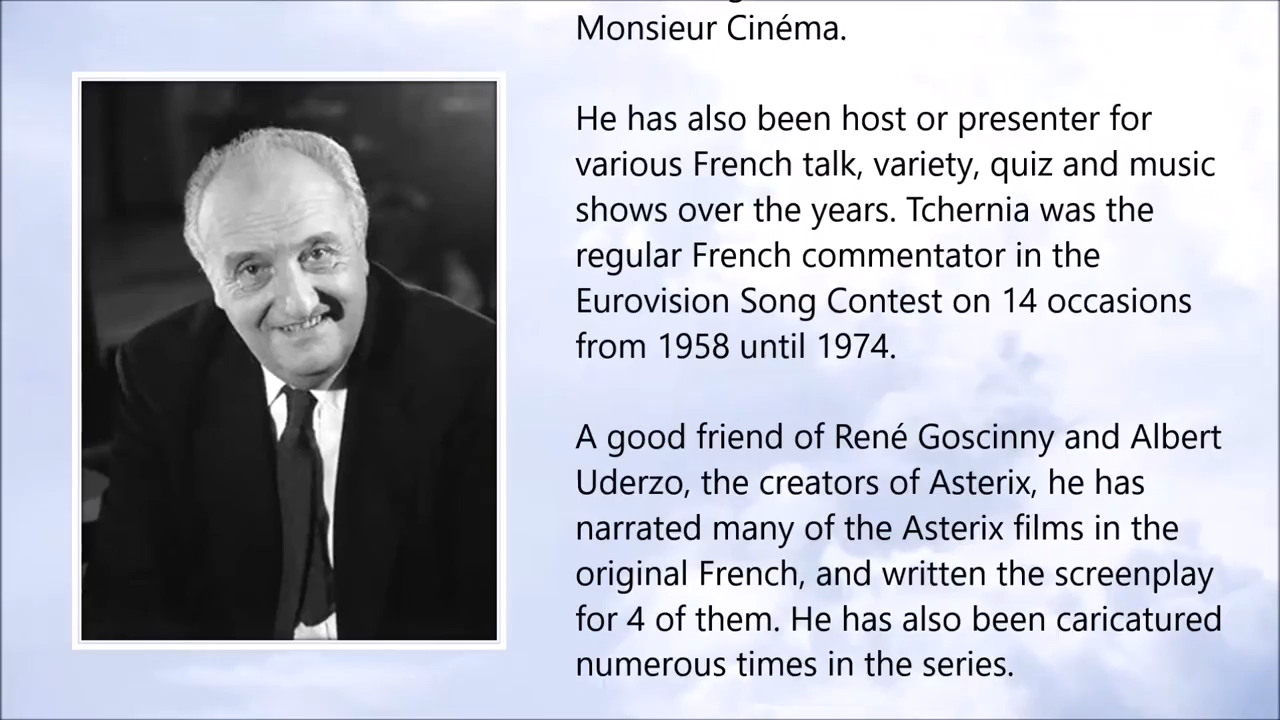 Monsieur Cinéma.
He has also been host or presenter for
various French talk, variety, quiz and music
shows over the years. Tchernia was the
regular French commentator in the
Eurovision Song Contest on 14 occasions
from 1958 until 1974.
A good friend of René Goscinny and Albert
Uderzo, the creators of Asterix, he has
narrated many of the Asterix films in the
original French, and written the screenplay
for 4 of them. He has also been caricatured
numerous times in the series.